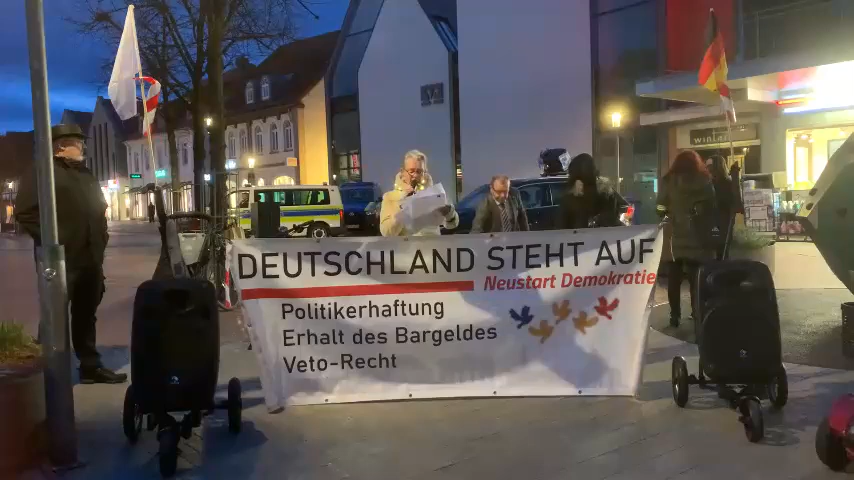 DEUTSCHLAND STEHT AUF
Neustart Demokratie
Politikerhaftung
Erhalt des Bargeldes
Veto-Recht